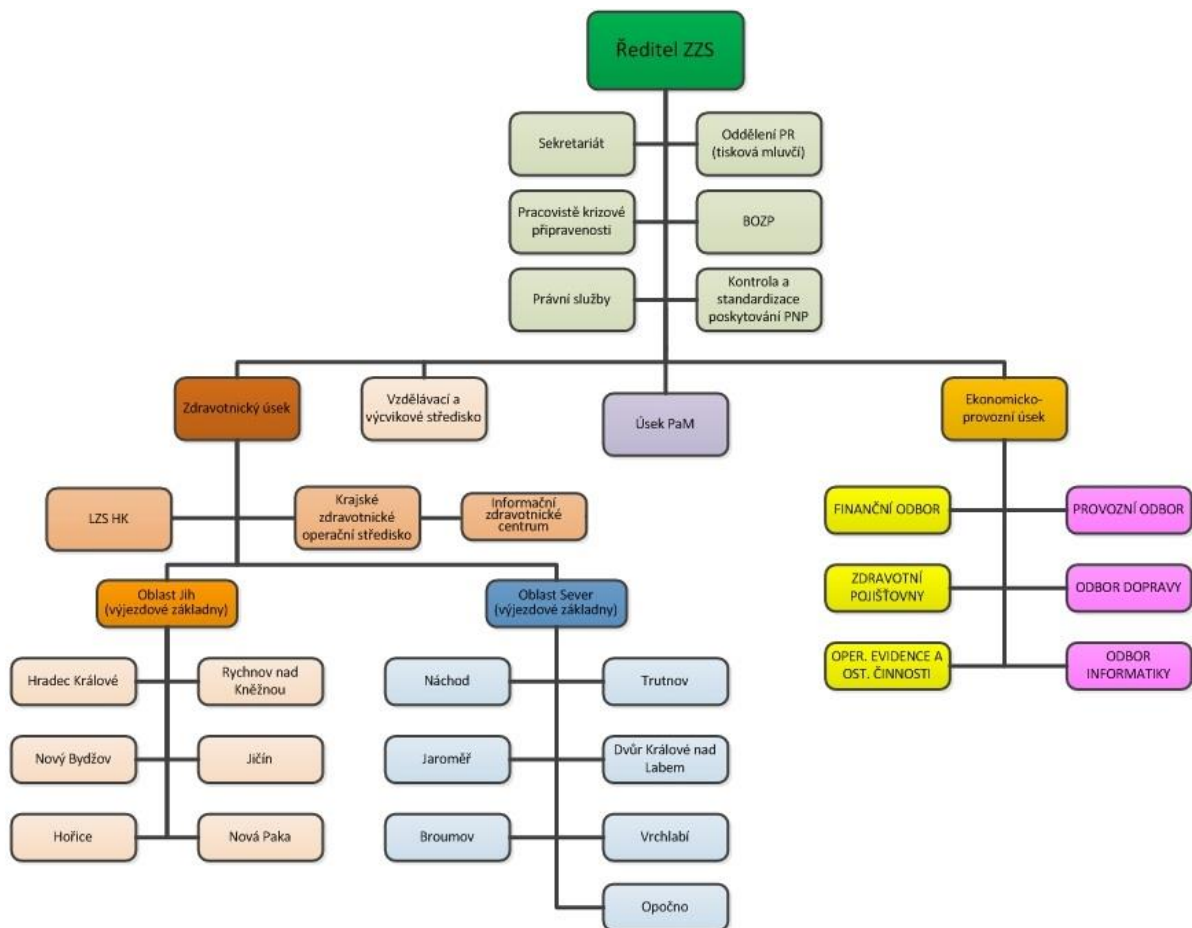 Ředitel ZZS
Sekretariát
Oddělení PR
(tisková mluvčí)
Pracovistě krizové
připravenosti
BOZP
Právní služby
Kontrola a
standardizace
poskytování PNP
Zdravotnický úsek
Vzdělávací a
výcvikové středisko
Úsek PaM
Ekonomicko-
provozní úsek
LZS HK
Krajské
zdravotnické
operační středisko
Informační
zdravotnické
centrum
FINANČNÍ ODBOR
PROVOZNÍ ODBOR
ZDRAVOTNÍ
POJIŠŤOVNY
ODBOR DOPRAVY
OPER. EVIDENCE A
OST. ČINNOSTI
ODBOR
INFORMATIKY
Oblast Jih
(výjezdové základny)
Oblast Sever
(výjezdové základny)
Hradec Králové
Rychnov nad
Kněžnou
Náchod
Trutnov
Nový Bydžov
Jičín
Jaroměř
Dvůr Králové nad
Labem
Hořice
Nová Paka
Broumov
Vrchlabí
Opočno